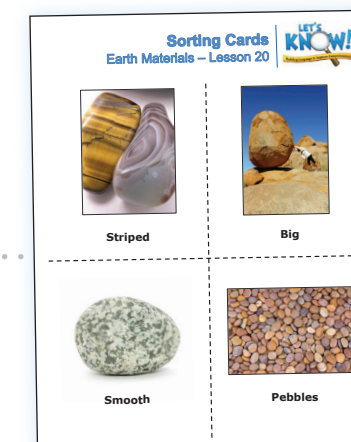 Sorting Cards
Earth Materials – Lesson 20
LET'S
KNOW!
Striped
Big
Smooth
Pebbles